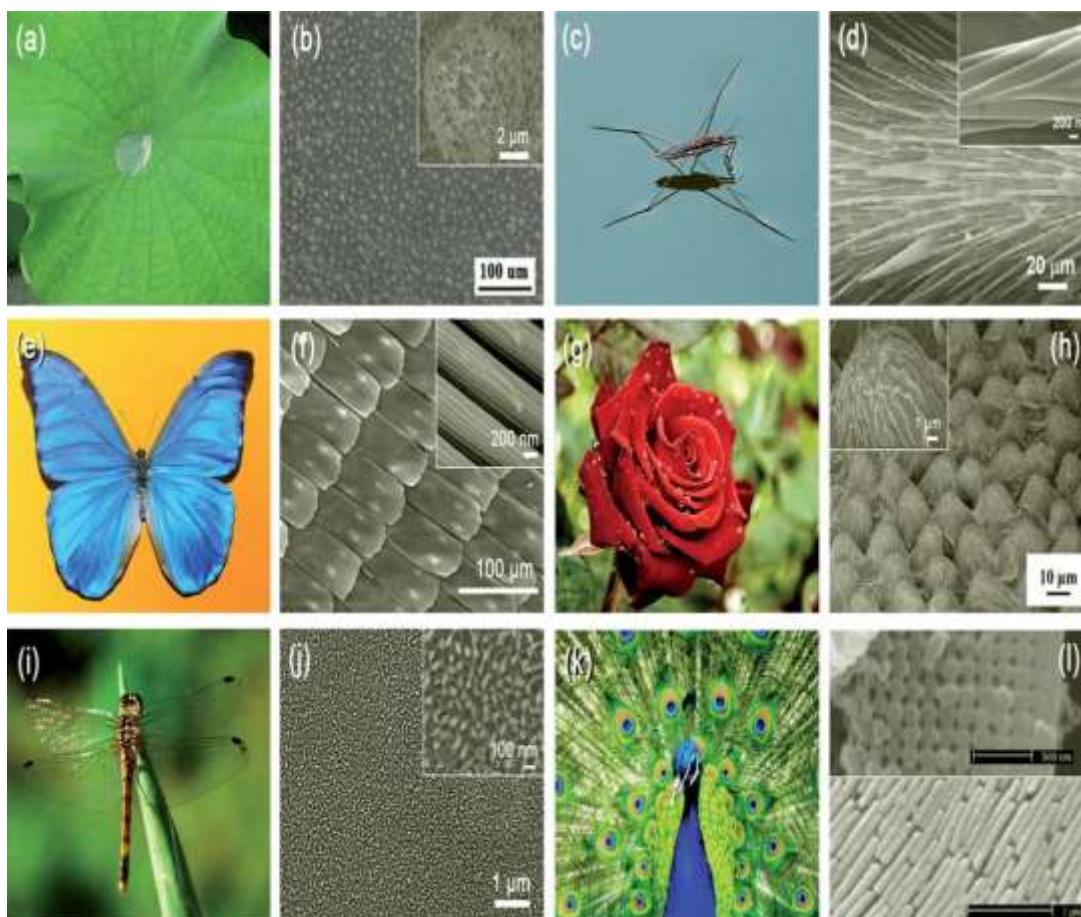 (a)
(b)
2 µm
100 um
(c)
(d)
200 n
20 µm
(e)
(f)
200 nm
100 µm
(g)
(h)
1 µm
10 µm
(i)
(j)
100 nm
1 µm
(k)
(l)